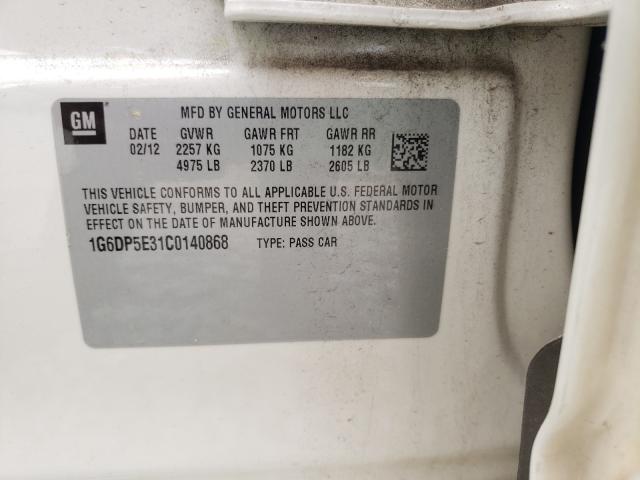 GM
MFD BY GENERAL MOTORS LLC
DATE GVWR GAWR FRT GAWR RR
02/12 2257 KG 1075 KG 1182 KG
4975 LB 2370 LB 2605 LB
THIS VEHICLE CONFORMS TO ALL APPLICABLE U.S. FEDERAL MOTOR
VEHICLE SAFETY, BUMPER, AND THEFT PREVENTION STANDARDS IN
EFFECT ON THE DATE OF MANUFACTURE SHOWN ABOVE.
1G6DP5E31C0140868 TYPE: PASS CAR